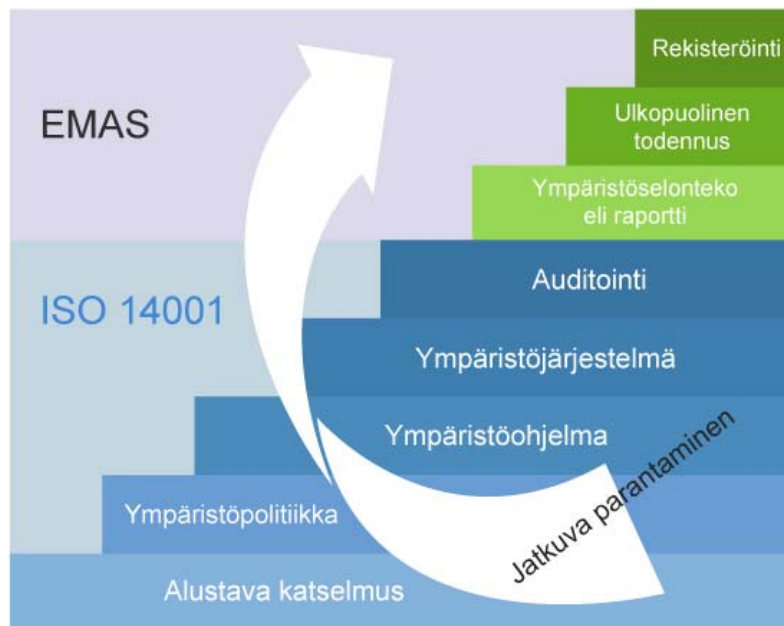 Rekisteröinti
EMAS
Ulkopuolinen
todennus
Ympäristöselonteko
eli raportti
Auditointi
ISO 14001
Ympäristöjärjestelmä
Ympäristöohjelma
Ympäristöpolitiikka
Jatkuva parantaminen
Alustava katselmus